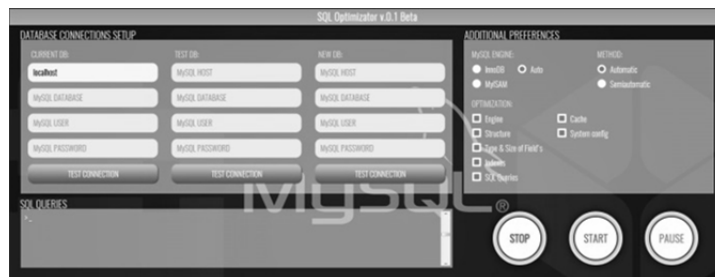 SQL Optimizator v.0.1 Beta
DATABASE CONNECTIONS SETUP
CURRENT DB:
TEST DB:
NEW DB:
localhost
MySQL HOST
MySQL HOST
MySQL DATABASE
MySQL DATABASE
MySQL DATABASE
MySQL USER
MySQL USER
MySQL USER
MySQL PASSWORD
MySQL PASSWORD
MySQL PASSWORD
TEST CONNECTION
TEST CONNECTION
TEST CONNECTION
ADDITIONAL PREFERENCES
MySQL ENGINE:
METHOD:
InnoDB
Auto
Automatic
MyISAM
Semiautomatic
OPTIMIZATION:
Engine
Cache
Structure
System config
Type & Size of Field's
Indexes
SQL Queries
MySQL®
SQL QUERIES
>_
STOP
START
PAUSE